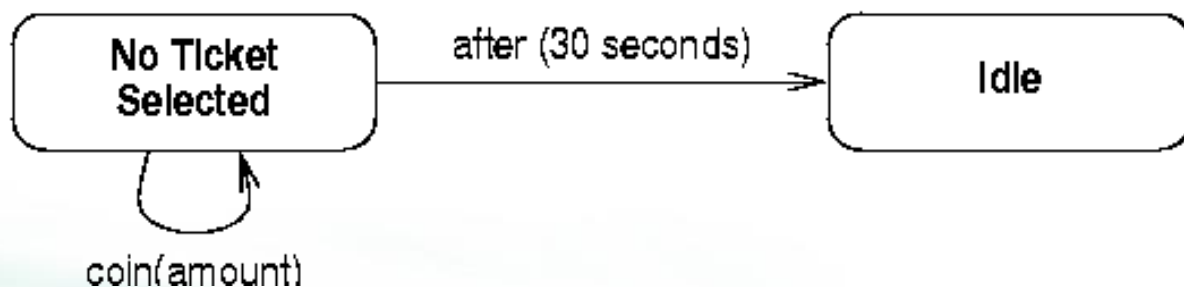 No Ticket
Selected
after (30 seconds)
Idle
coin(amount)